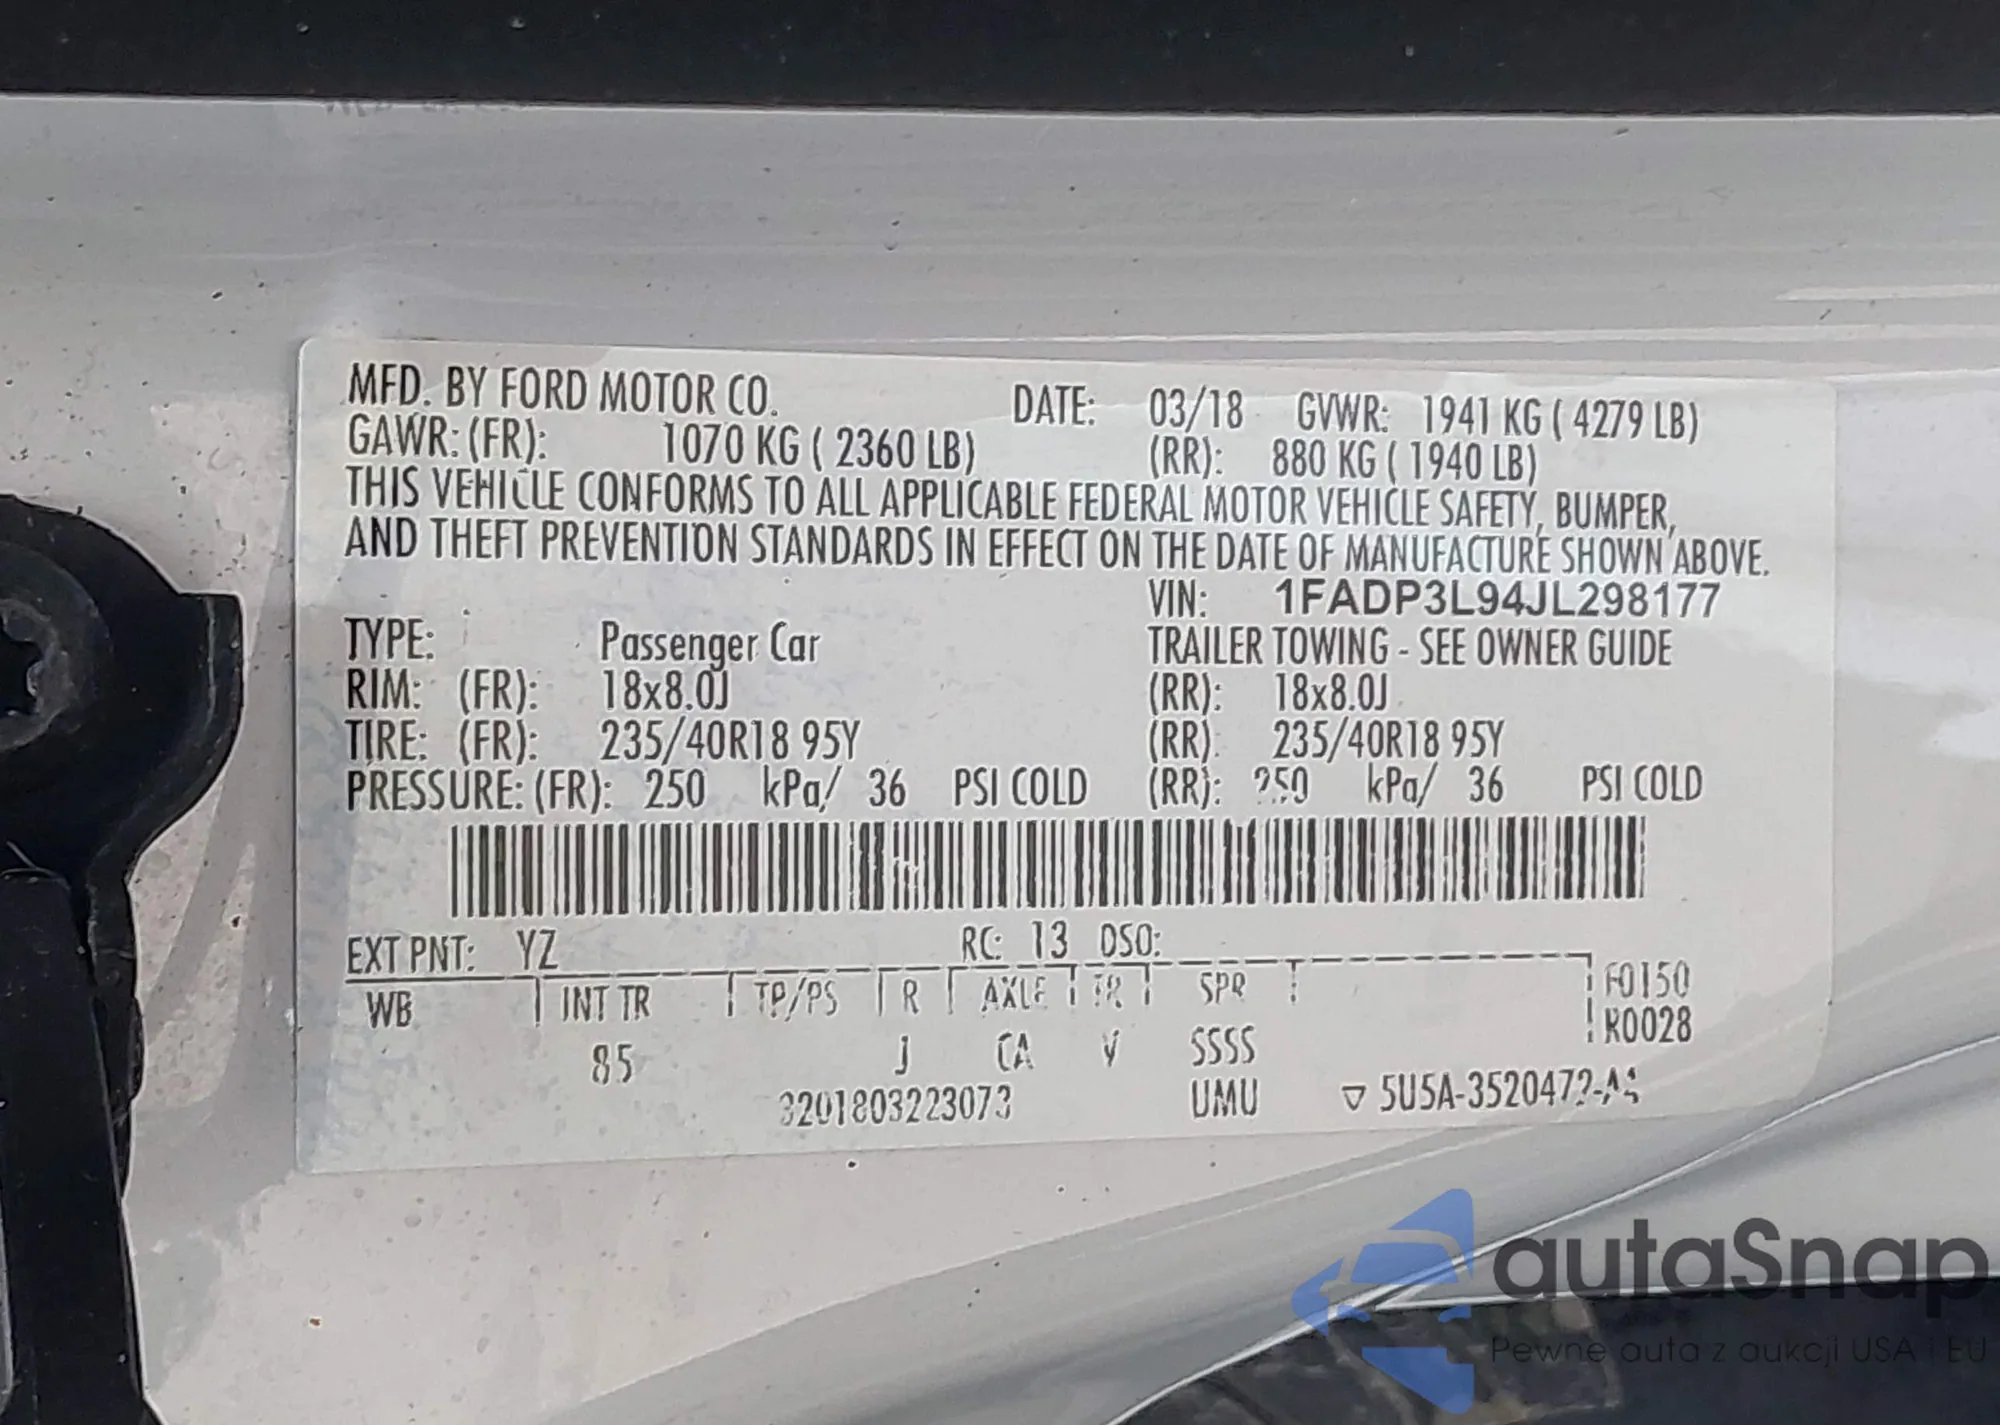 MFD. BY FORD MOTOR CO. DATE: 03/18 GVWR: 1941 KG ( 4279 LB)
GAWR: (FR): 1070 KG ( 2360 LB) (RR): 880 KG ( 1940 LB)
THIS VEHICLE CONFORMS TO ALL APPLICABLE FEDERAL MOTOR VEHICLE SAFETY, BUMPER,
AND THEFT PREVENTION STANDARDS IN EFFECT ON THE DATE OF MANUFACTURE SHOWN ABOVE.
VIN: 1FADP3L94JL298177
TYPE: Passenger Car TRAILER TOWING - SEE OWNER GUIDE
RIM: (FR): 18x8.0J (RR): 18x8.0J
TIRE: (FR): 235/40R18 95Y (RR): 235/40R18 95Y
PRESSURE: (FR): 250 kPa/ 36 PSI COLD (RR): 250 kPa/ 36 PSI COLD
EXT PNT: YZ RC: 13 DSO:
WB INT TR TP/PS R AXLE TR SPR F0150
K0028
85 J CA V SSSS
3201803223073 UMU
autaSnap
Pewne auta z aukcji USA i EU